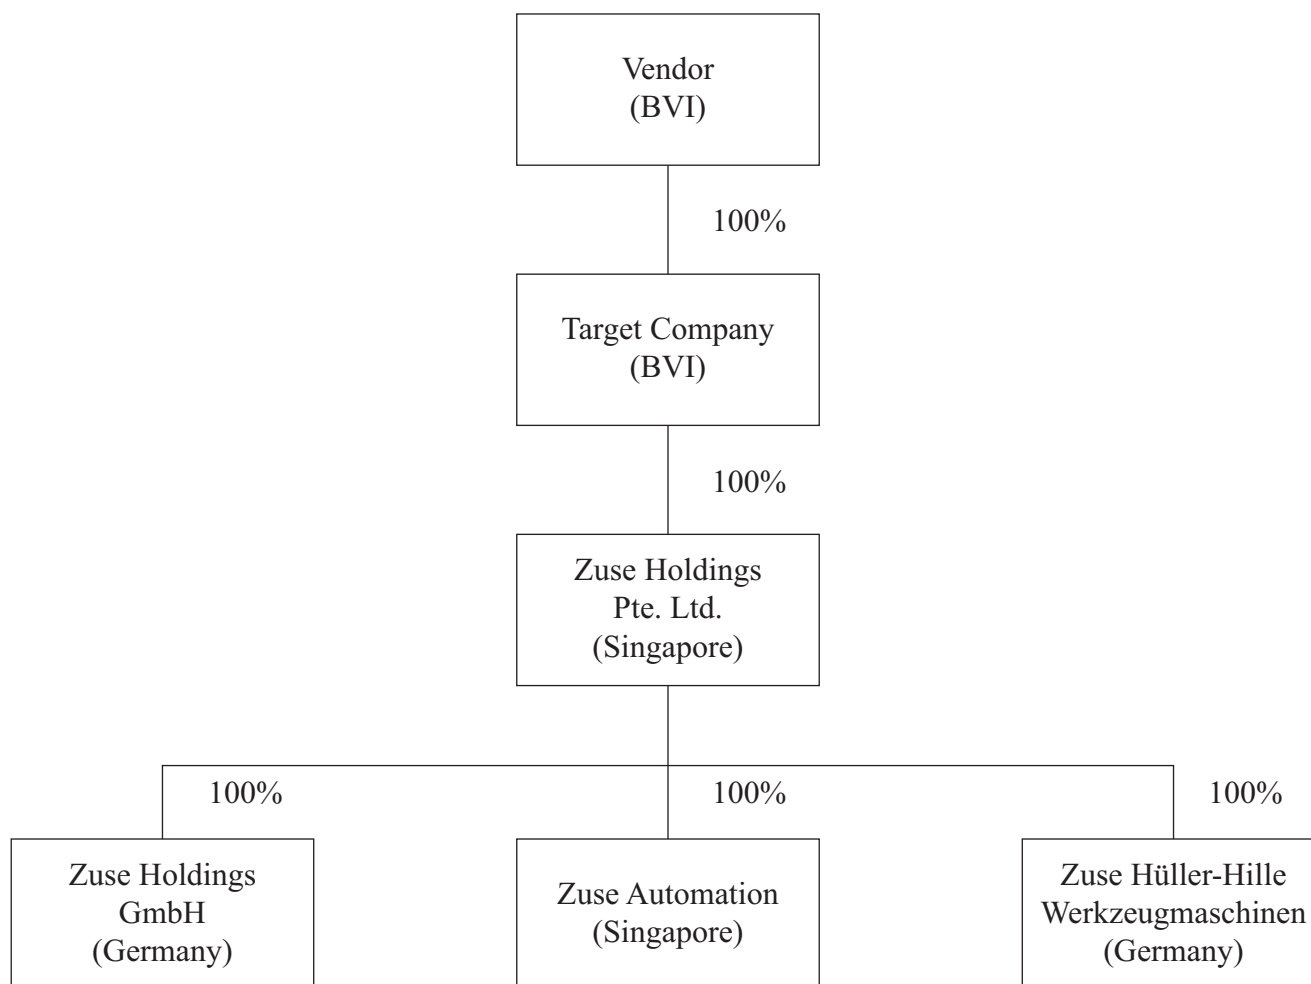 Vendor
(BVI)
100%
Target Company
(BVI)
100%
Zuse Holdings
Pte. Ltd.
(Singapore)
100%
100%
100%
Zuse Holdings
GmbH
(Germany)
Zuse Automation
(Singapore)
Zuse Hüller-Hille
Werkzeugmaschinen
(Germany)